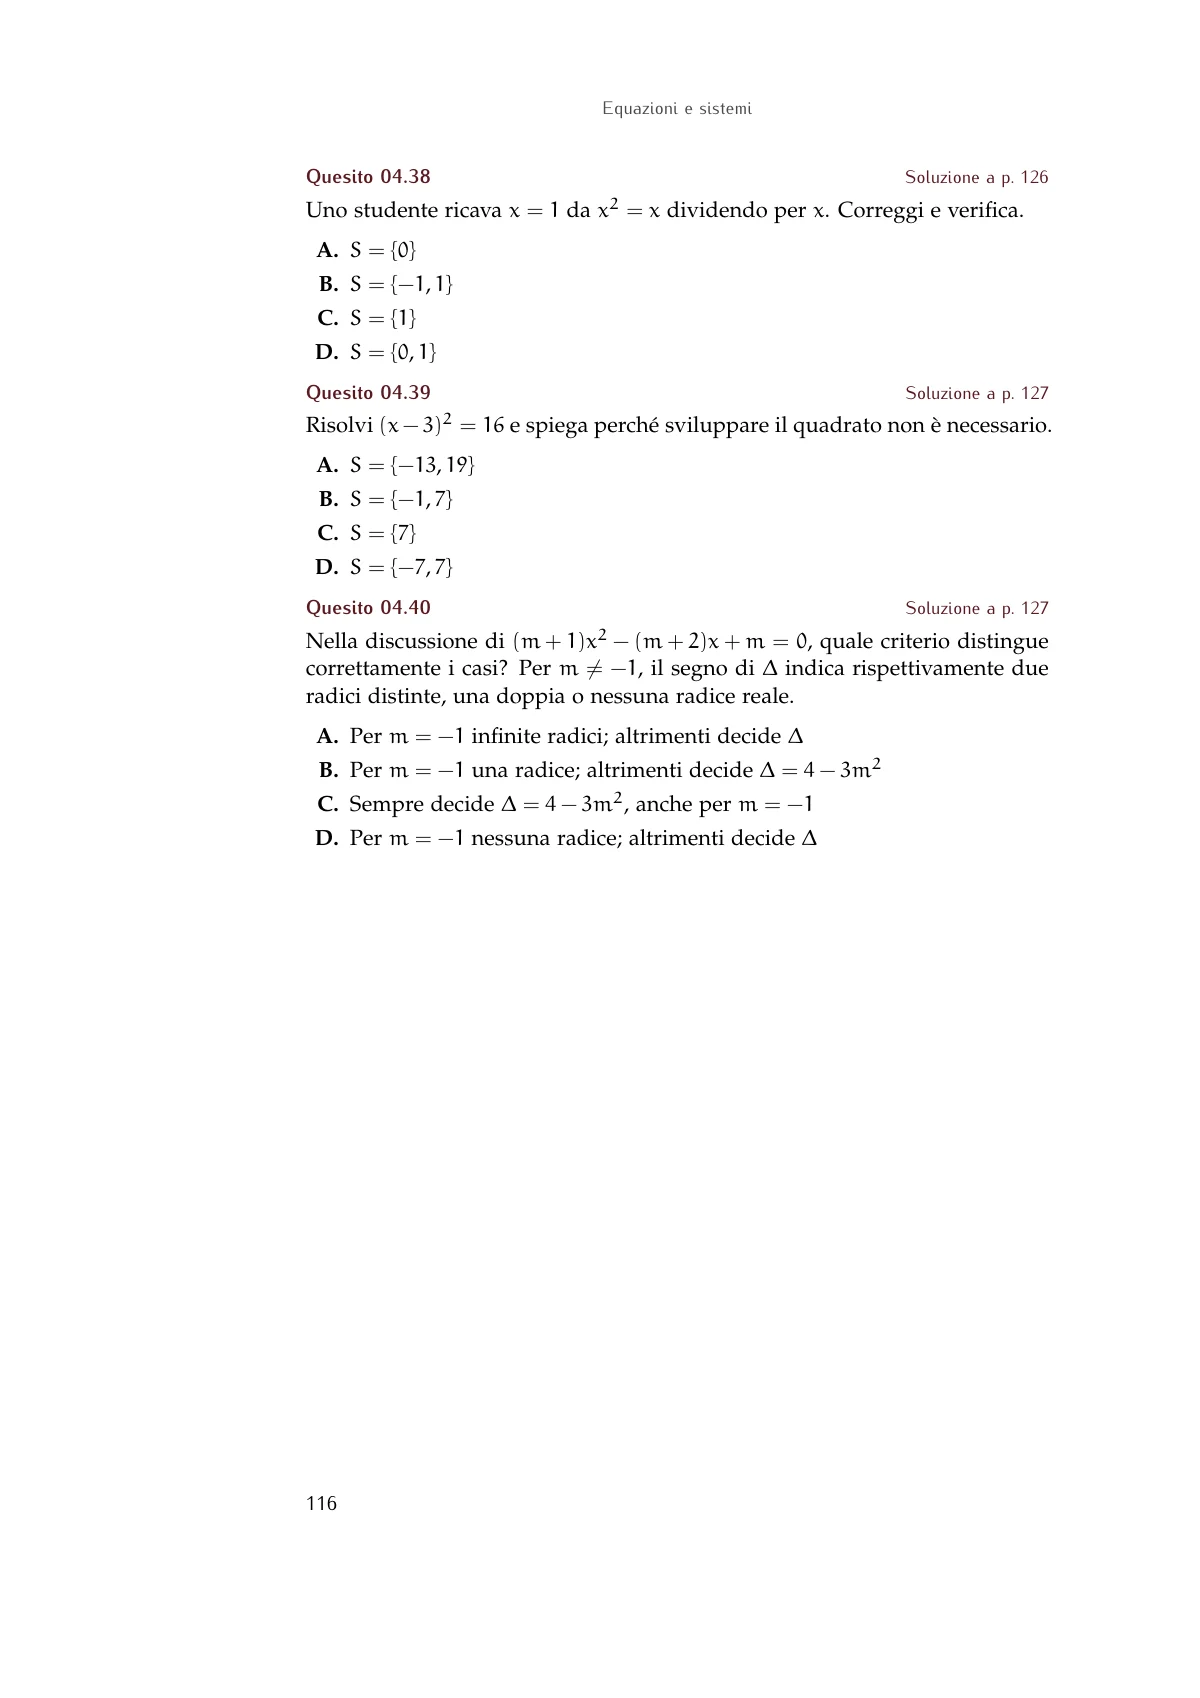 Equazioni e sistemi
Quesito 04.38 Soluzione a p. 126
Uno studente ricava x = 1 da x² = x dividendo per x. Correggi e verifica.
A. S = {0}
B. S = {−1, 1}
C. S = {1}
D. S = {0, 1}
Quesito 04.39 Soluzione a p. 127
Risolvi (x − 3)² = 16 e spiega perché sviluppare il quadrato non è necessario.
A. S = {−13, 19}
B. S = {−1, 7}
C. S = {7}
D. S = {−7, 7}
Quesito 04.40 Soluzione a p. 127
Nella discussione di (m + 1)x² − (m + 2)x + m = 0, quale criterio distingue
correttamente i casi? Per m ≠ −1, il segno di Δ indica rispettivamente due
radici distinte, una doppia o nessuna radice reale.
A. Per m = −1 infinite radici; altrimenti decide Δ
B. Per m = −1 una radice; altrimenti decide Δ = 4 − 3m²
C. Sempre decide Δ = 4 − 3m², anche per m = −1
D. Per m = −1 nessuna radice; altrimenti decide Δ
116